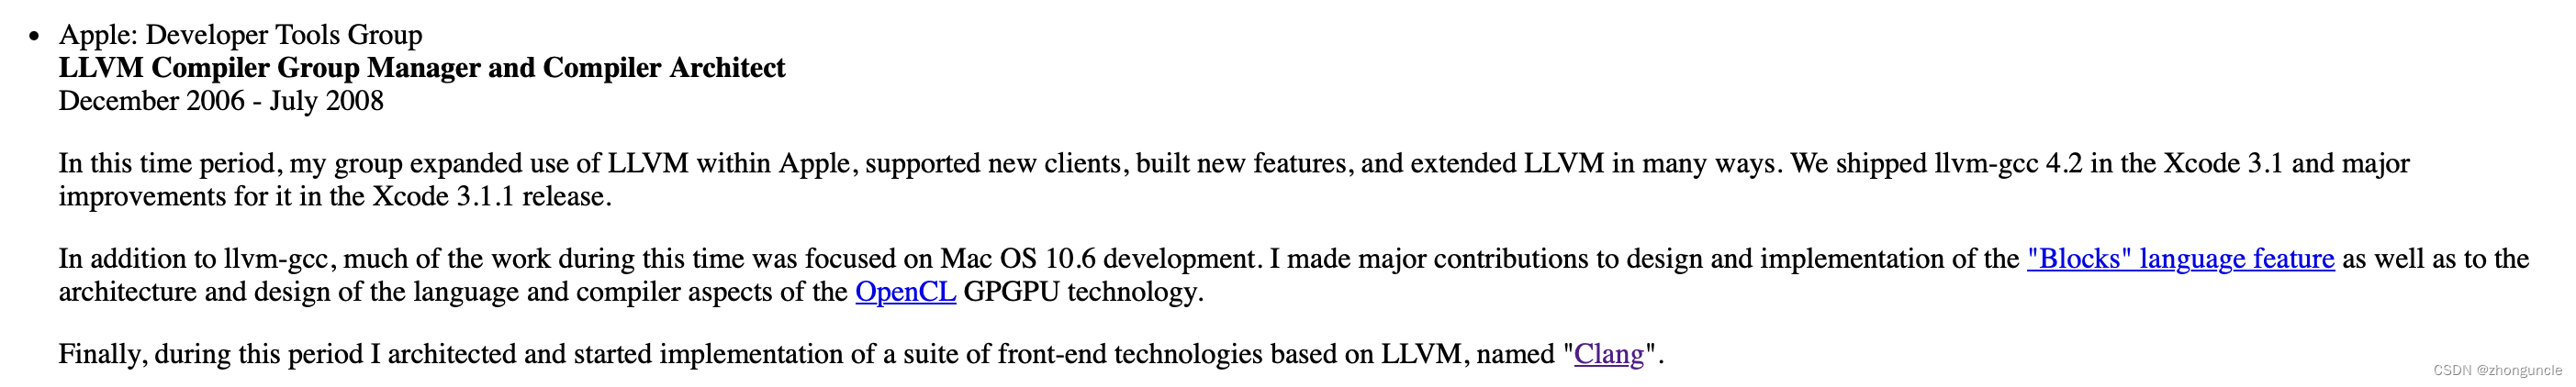 • Apple: Developer Tools Group
LLVM Compiler Group Manager and Compiler Architect
December 2006 - July 2008
In this time period, my group expanded use of LLVM within Apple, supported new clients, built new features, and extended LLVM in many ways. We shipped llvm-gcc 4.2 in the Xcode 3.1 and major
improvements for it in the Xcode 3.1.1 release.
In addition to llvm-gcc, much of the work during this time was focused on Mac OS 10.6 development. I made major contributions to design and implementation of the "Blocks" language feature as well as to the
architecture and design of the language and compiler aspects of the OpenCL GPGPU technology.
Finally, during this period I architected and started implementation of a suite of front-end technologies based on LLVM, named "Clang".
CSDN @zhonguncle